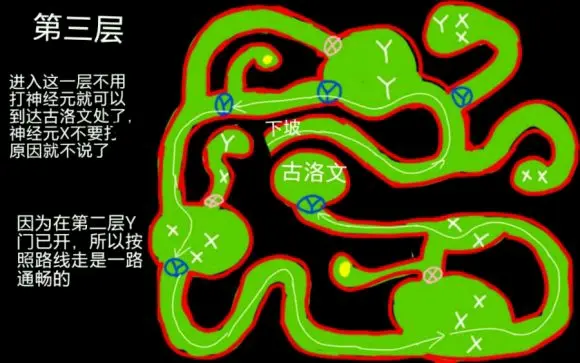 第三层
进入这一层不用
打神经元就可以
到达古洛文处了，
神经元X不要打
原因就不说了
因为在第二层Y
门已开，所以按
照路线走是一路
通畅的
下坡
古洛文
X
Y
Y
Y
X
X
Y
Y
Y
Y
X
X
X
X
X
X
X
Y
X
X
Y
X
X
X
X
X